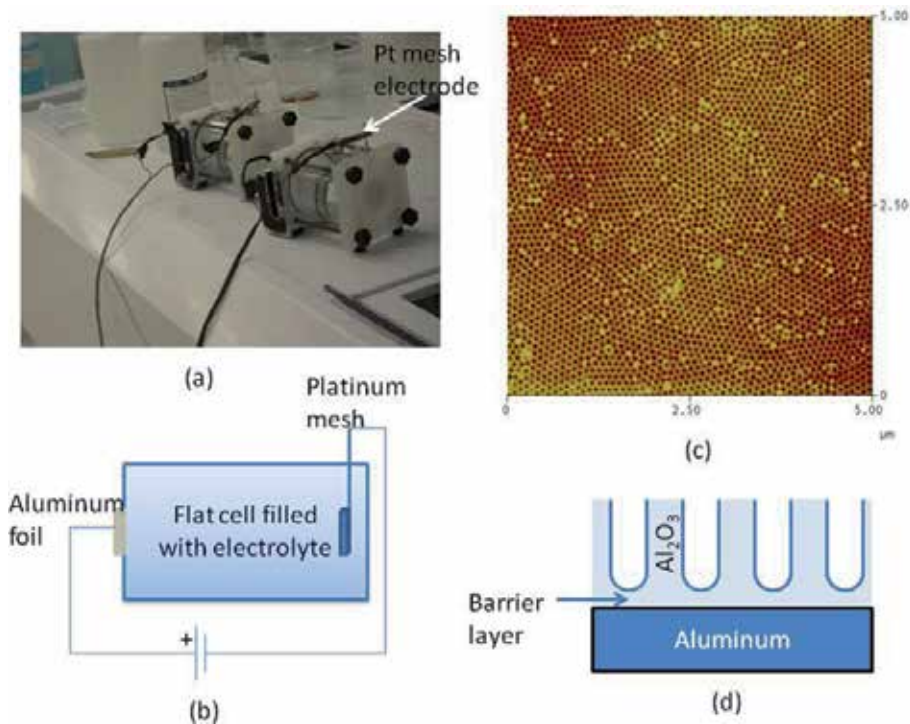 Pt mesh
electrode
(a)
5.00
2.50
0
0
2.50
5.00
µm
(c)
Platinum
mesh
Aluminum
foil
Flat cell filled
with electrolyte
+
(b)
Al₂O₃
Barrier
layer
Aluminum
(d)